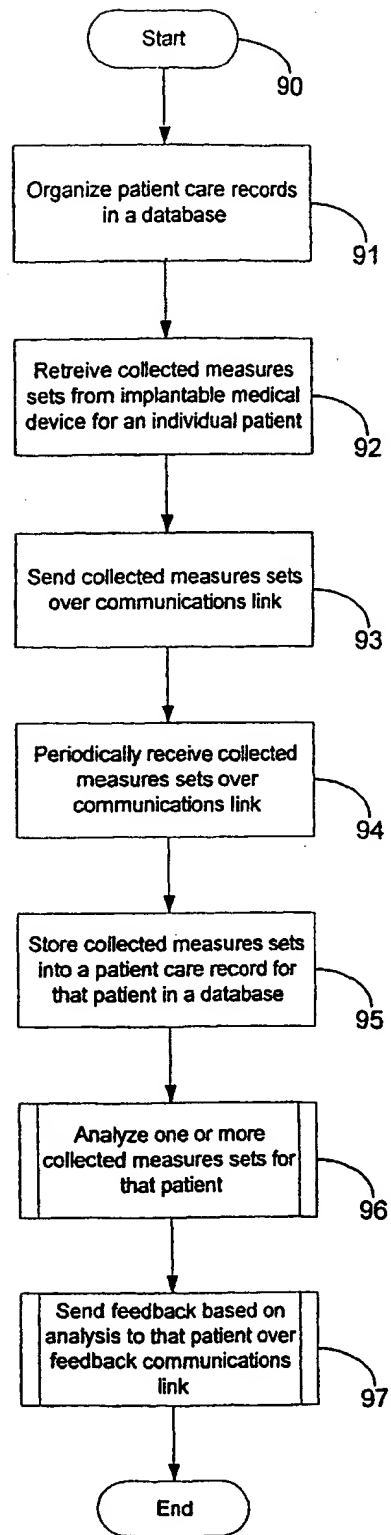 Start
90
Organize patient care records
in a database
91
Retreive collected measures
sets from implantable medical
device for an individual patient
92
Send collected measures sets
over communications link
93
Periodically receive collected
measures sets over
communications link
94
Store collected measures sets
into a patient care record for
that patient in a database
95
Analyze one or more
collected measures sets for
that patient
96
Send feedback based on
analysis to that patient over
feedback communications
link
97
End